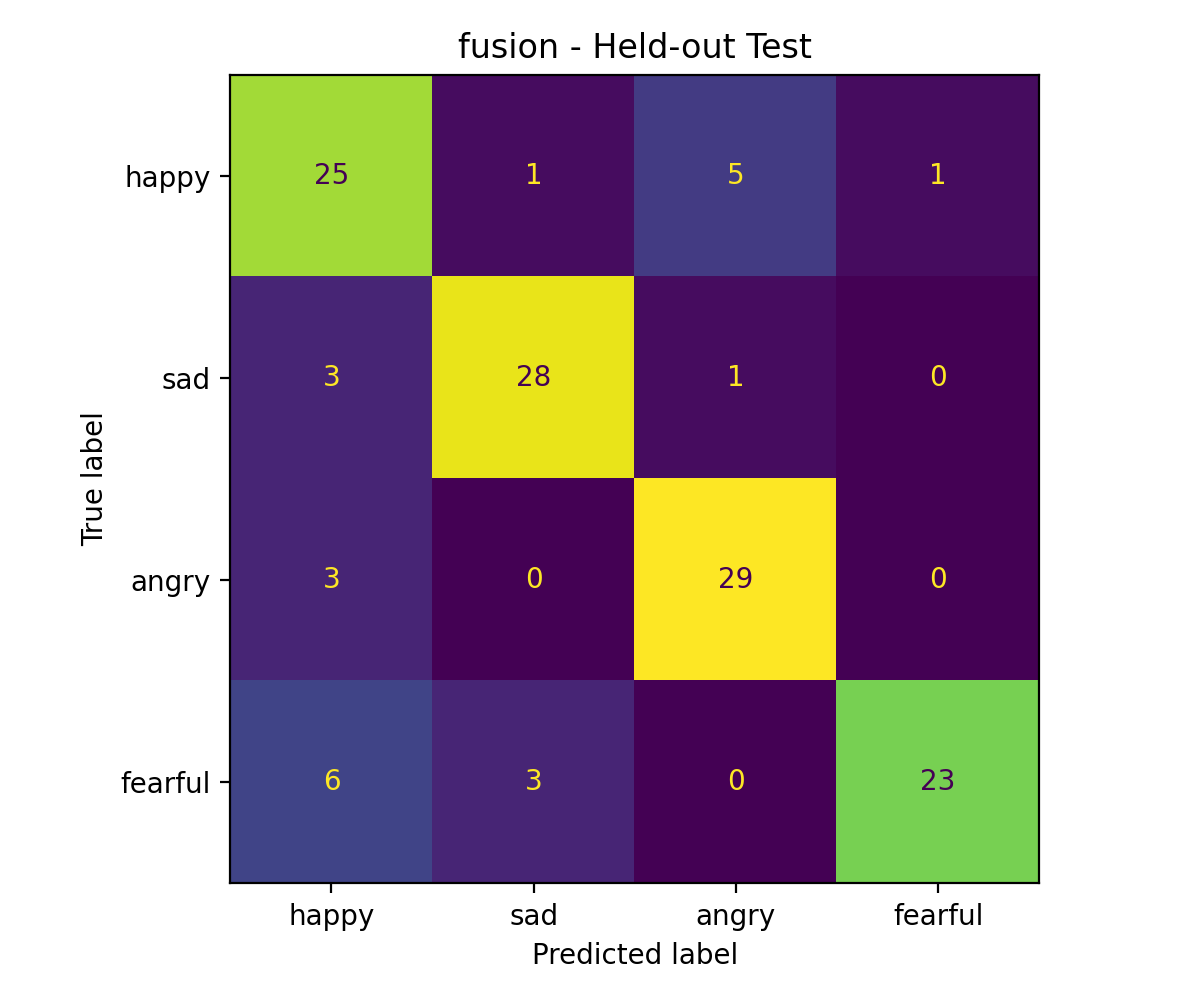 fusion - Held-out Test
happy 25 1 5 1
sad 3 28 1 0
angry 3 0 29 0
fearful 6 3 0 23
True label
happy sad angry fearful
Predicted label